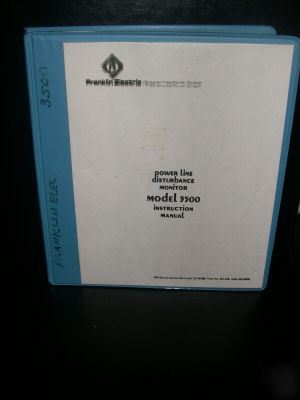 3500
FRANKLIN ELEC
Franklin Electric
POWER LINE
DISTURBANCE
MONITOR
MODEL 3500
INSTRUCTION
MANUAL